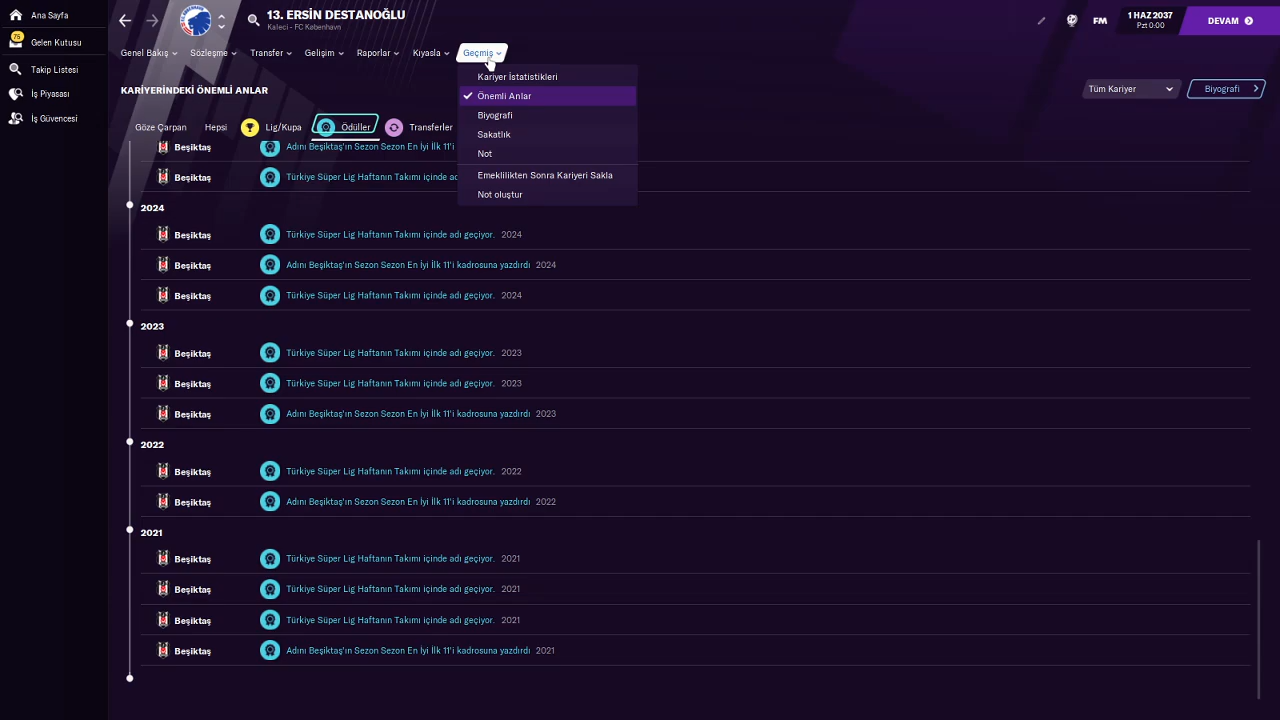 Ana Sayfa
75
Gelen Kutusu
Takip Listesi
İş Piyasası
İş Güvencesi
13. ERSİN DESTANOĞLU
Kaleci - FC København
FM
1 HAZ 2037
Pzt 0:00
DEVAM
Genel Bakış
Sözleşme
Transfer
Gelişim
Raporlar
Kıyasla
Geçmiş
Kariyer İstatistikleri
Önemli Anlar
Biyografi
Sakatlık
Not
Emeklilikten Sonra Kariyeri Sakla
Not oluştur
KARİYERİNDEKİ ÖNEMLİ ANLAR
Tüm Kariyer
Biyografi
Göze Çarpan
Hepsi
Lig/Kupa
Ödüller
Transferler
Beşiktaş Adını Beşiktaş'ın Sezon Sezon En İyi İlk 11'i
Beşiktaş Türkiye Süper Lig Haftanın Takımı içinde
2024
Beşiktaş Türkiye Süper Lig Haftanın Takımı içinde adı geçiyor. 2024
Beşiktaş Adını Beşiktaş'ın Sezon Sezon En İyi İlk 11'i kadrosuna yazdırdı 2024
Beşiktaş Türkiye Süper Lig Haftanın Takımı içinde adı geçiyor. 2024
2023
Beşiktaş Türkiye Süper Lig Haftanın Takımı içinde adı geçiyor. 2023
Beşiktaş Türkiye Süper Lig Haftanın Takımı içinde adı geçiyor. 2023
Beşiktaş Adını Beşiktaş'ın Sezon Sezon En İyi İlk 11'i kadrosuna yazdırdı 2023
2022
Beşiktaş Türkiye Süper Lig Haftanın Takımı içinde adı geçiyor. 2022
Beşiktaş Adını Beşiktaş'ın Sezon Sezon En İyi İlk 11'i kadrosuna yazdırdı 2022
2021
Beşiktaş Türkiye Süper Lig Haftanın Takımı içinde adı geçiyor. 2021
Beşiktaş Türkiye Süper Lig Haftanın Takımı içinde adı geçiyor. 2021
Beşiktaş Türkiye Süper Lig Haftanın Takımı içinde adı geçiyor. 2021
Beşiktaş Adını Beşiktaş'ın Sezon Sezon En İyi İlk 11'i kadrosuna yazdırdı 2021